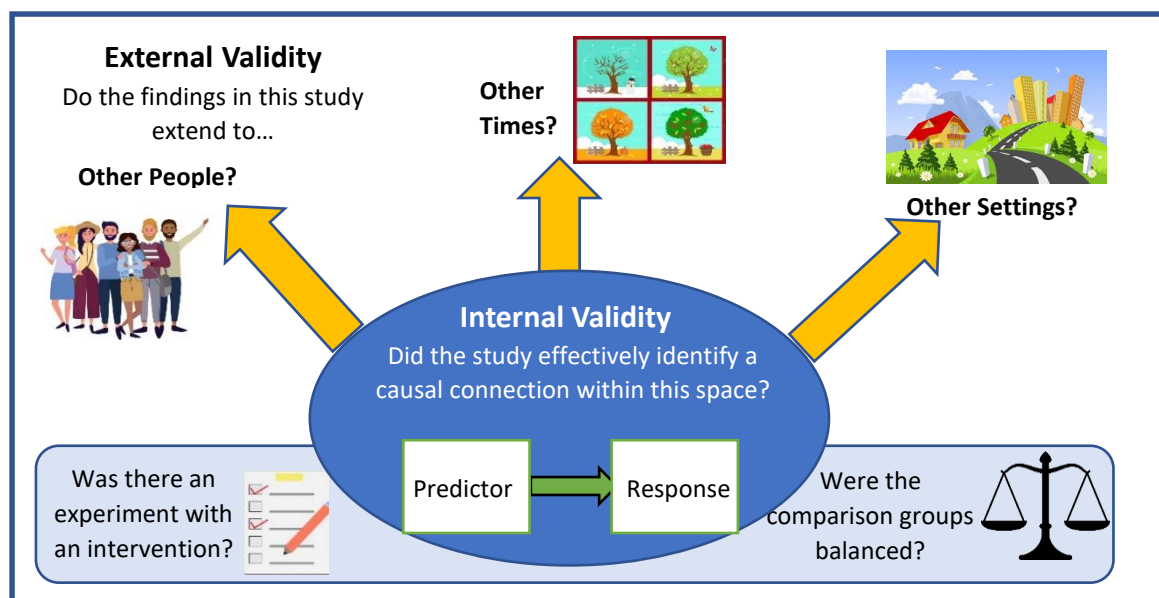 External Validity
Do the findings in this study
extend to…
Other People?
Other
Times?
Other Settings?
Internal Validity
Did the study effectively identify a
causal connection within this space?
Predictor
Response
Was there an
experiment with
an intervention?
Were the
comparison groups
balanced?